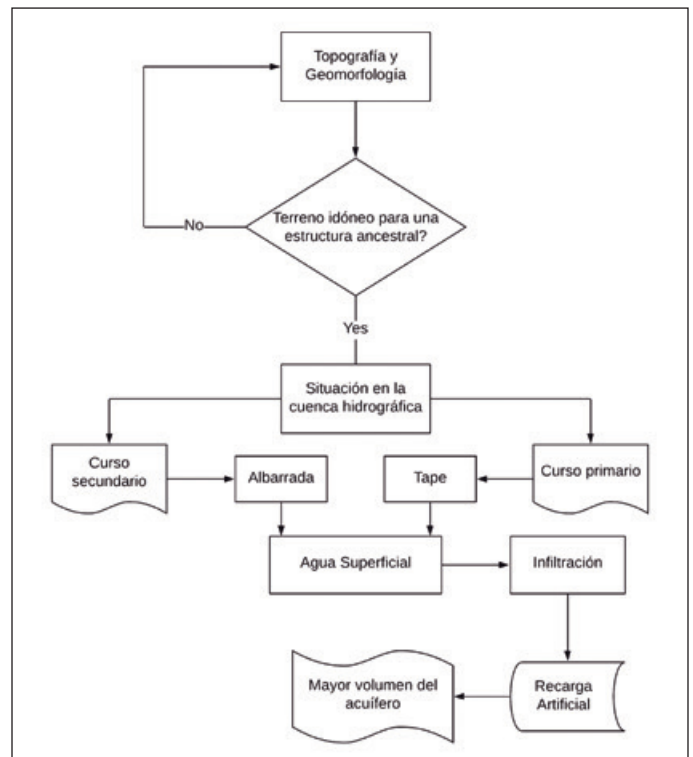 Topografía y
Geomorfología
Terreno idóneo para una
estructura ancestral?
No
Yes
Situación en la
cuenca hidrográfica
Curso
secundario
Albarrada
Tape
Curso primario
Agua Superficial
Infiltración
Mayor volumen del
acuífero
Recarga
Artificial